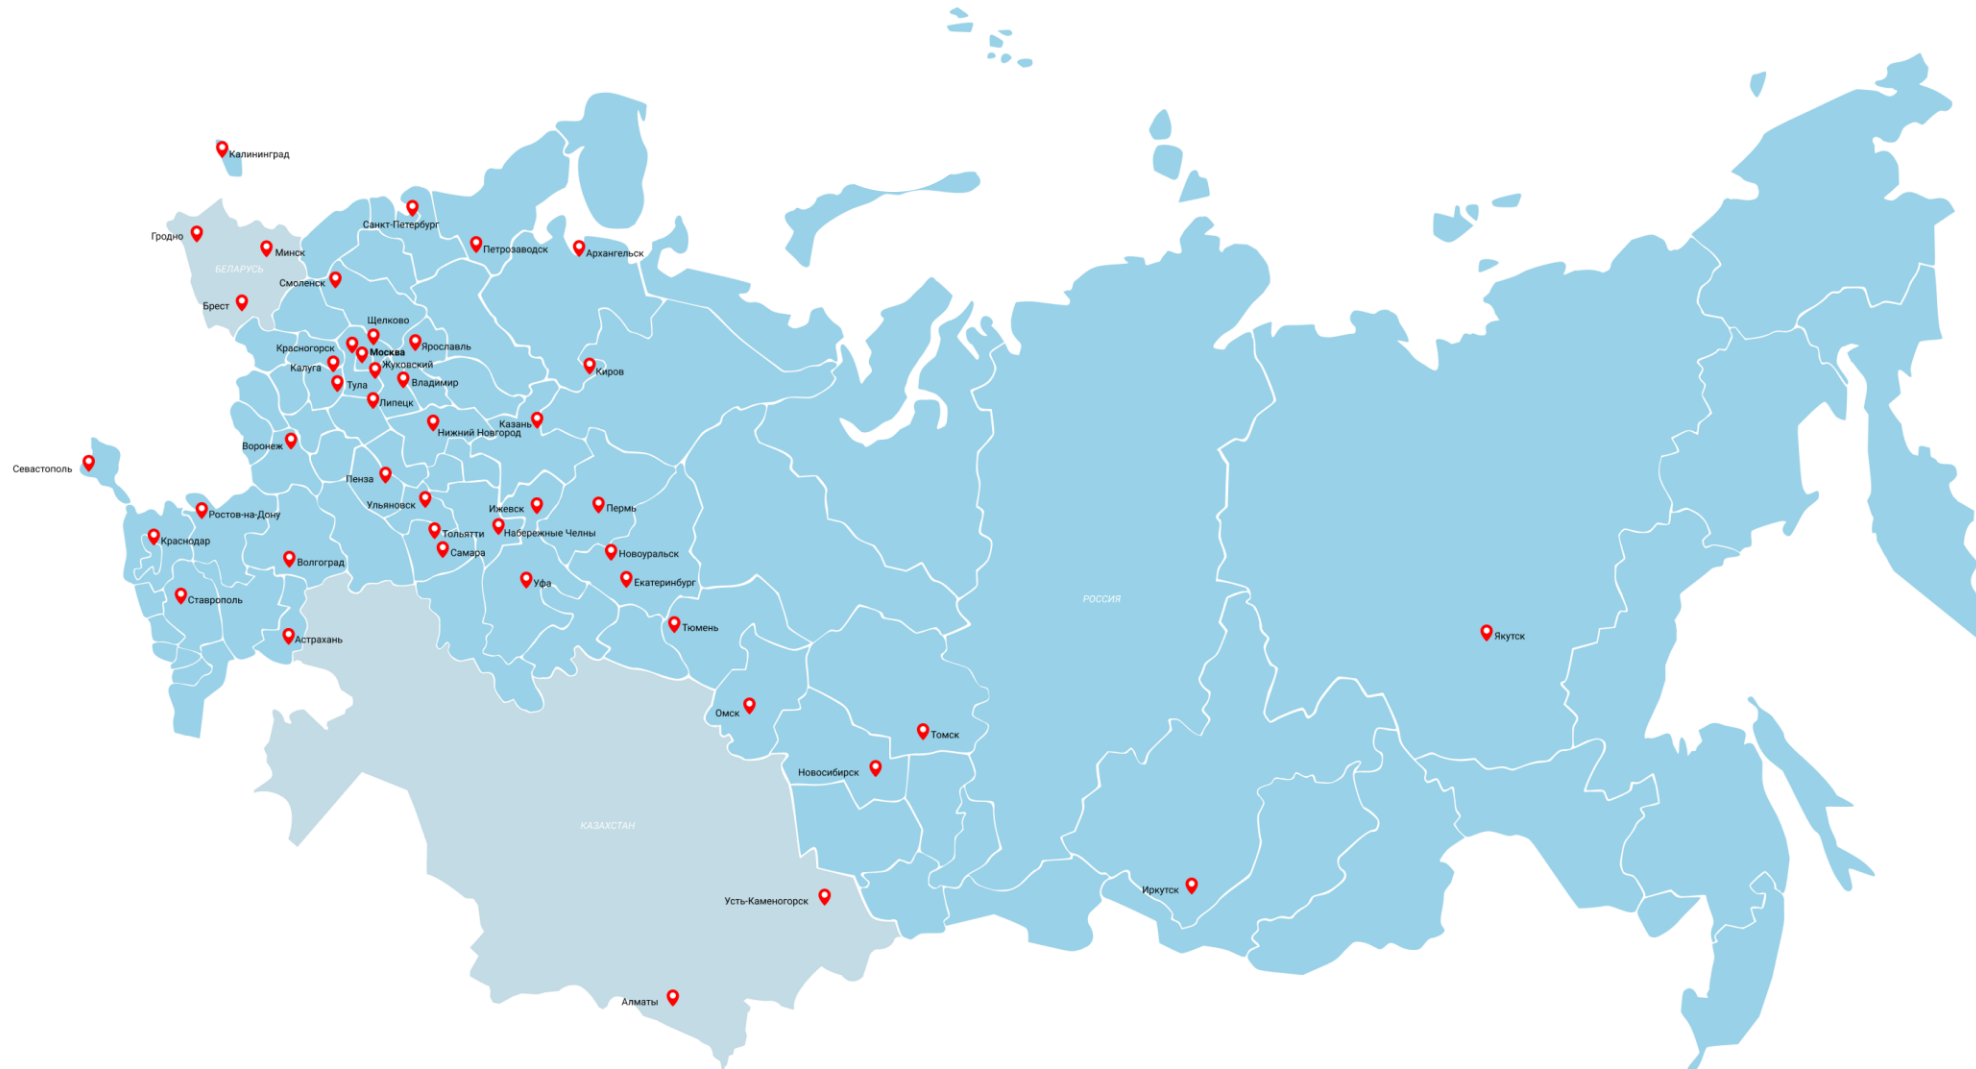 Калининград
Санкт-Петербург
Гродно
Минск
Петрозаводск
Архангельск
БЕЛАРУСЬ
Смоленск
Брест
Щелково
Красногорск
Москва
Ярославль
Калуга
Жуковский
Киров
Тула
Владимир
Липецк
Казань
Нижний Новгород
Воронеж
Севастополь
Пенза
Ульяновск
Ижевск
Пермь
Ростов-на-Дону
Тольятти
Набережные Челны
Краснодар
Самара
Новоуральск
Волгоград
Уфа
Екатеринбург
Ставрополь
РОССИЯ
Тюмень
Астрахань
Якутск
Омск
Томск
Новосибирск
КАЗАХСТАН
Иркутск
Усть-Каменогорск
Алматы